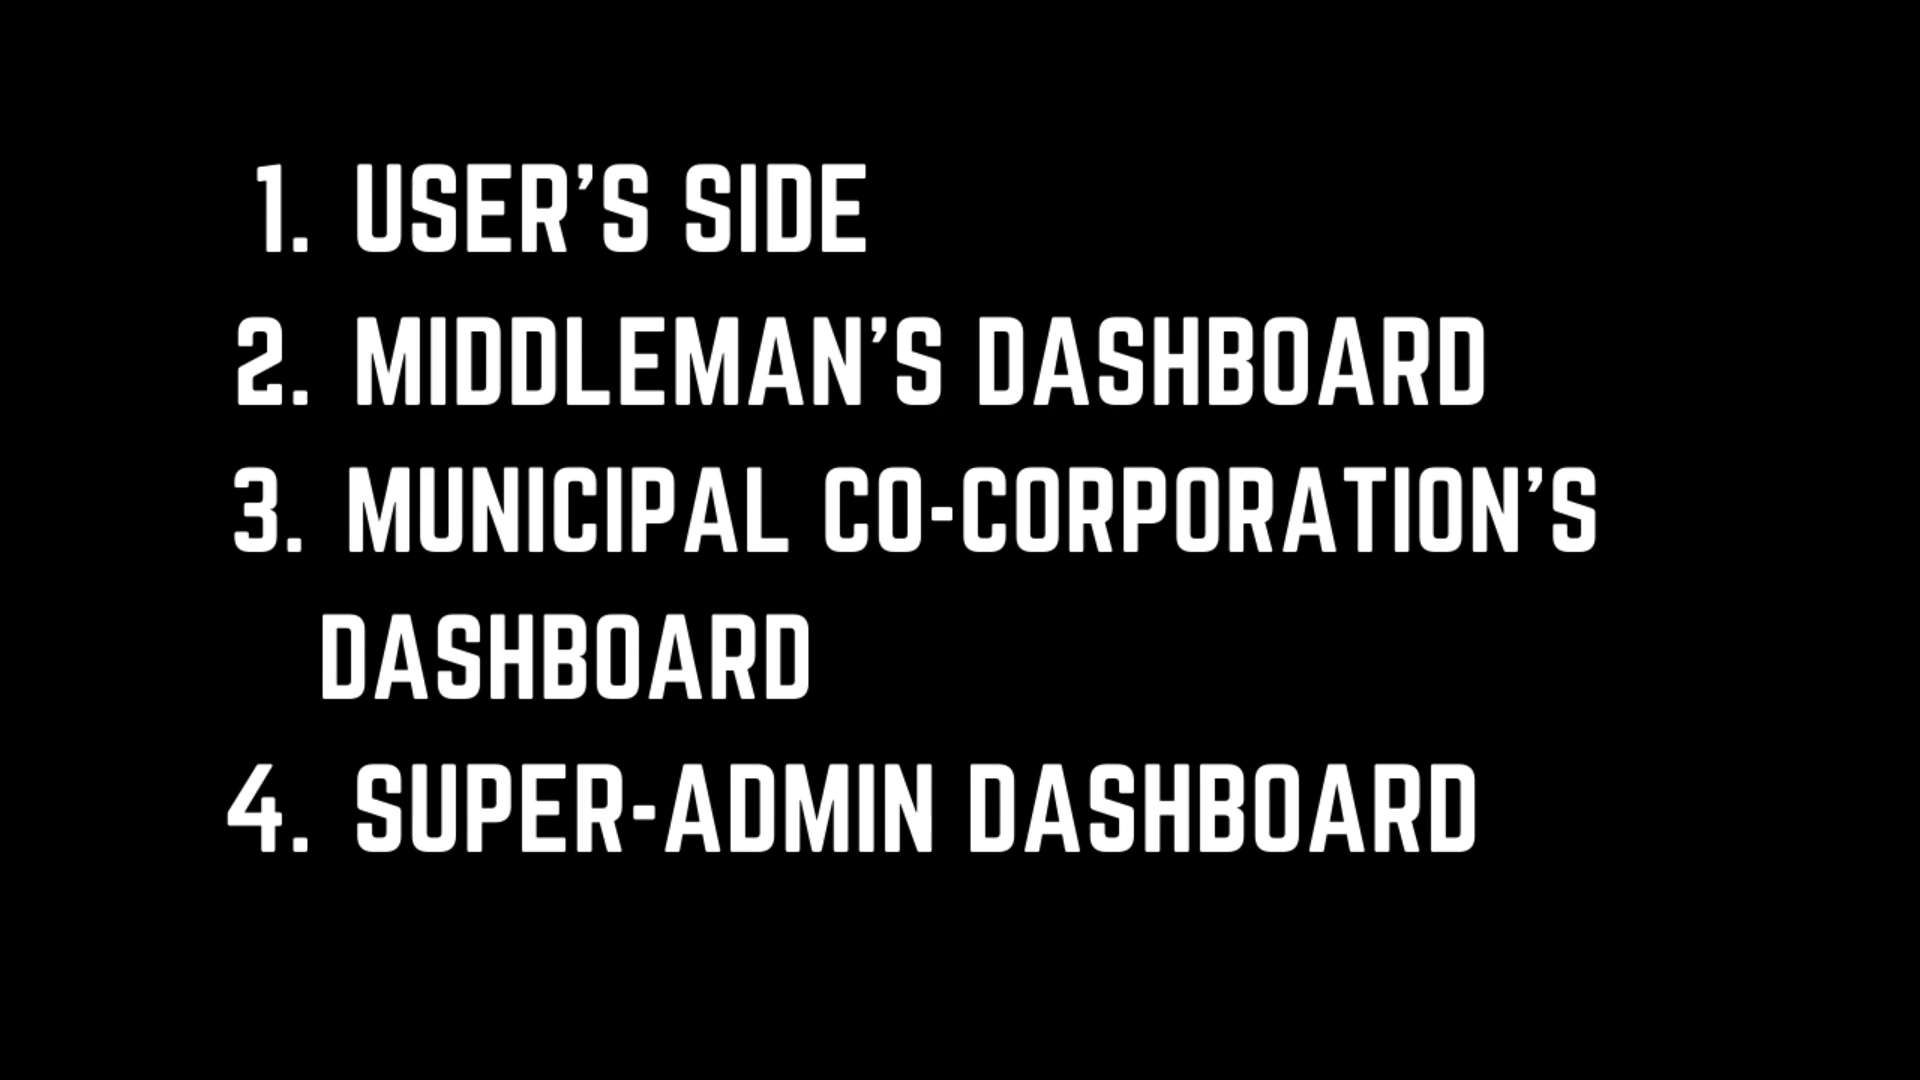 1. USER'S SIDE
2. MIDDLEMAN'S DASHBOARD
3. MUNICIPAL CO-CORPORATION'S
DASHBOARD
4. SUPER-ADMIN DASHBOARD